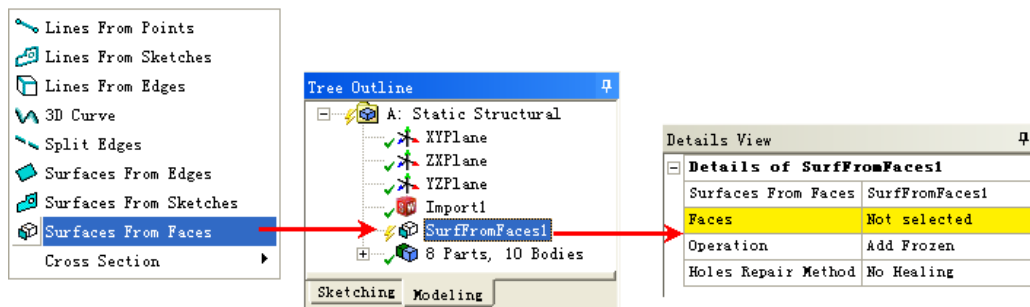 Lines From Points
Lines From Sketches
Lines From Edges
3D Curve
Split Edges
Surfaces From Edges
Surfaces From Sketches
Surfaces From Faces
Cross Section
Tree Outline
A: Static Structural
XYPlane
ZXPlane
YZPlane
Import1
SurfFromFaces1
8 Parts, 10 Bodies
Sketching Modeling
Details View
Details of SurfFromFaces1
Surfaces From Faces SurfFromFaces1
Faces Not selected
Operation Add Frozen
Holes Repair Method No Healing